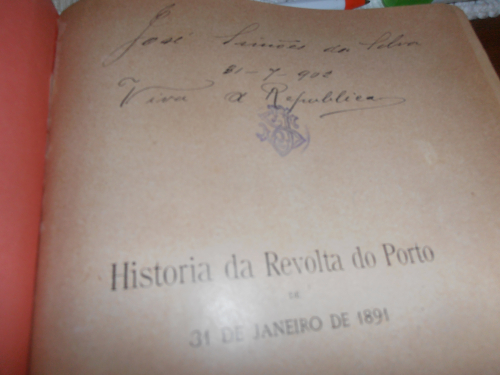 José Simões da Silva
31-7-900
Viva a Republica
Historia da Revolta do Porto
DE
31 DE JANEIRO DE 1891